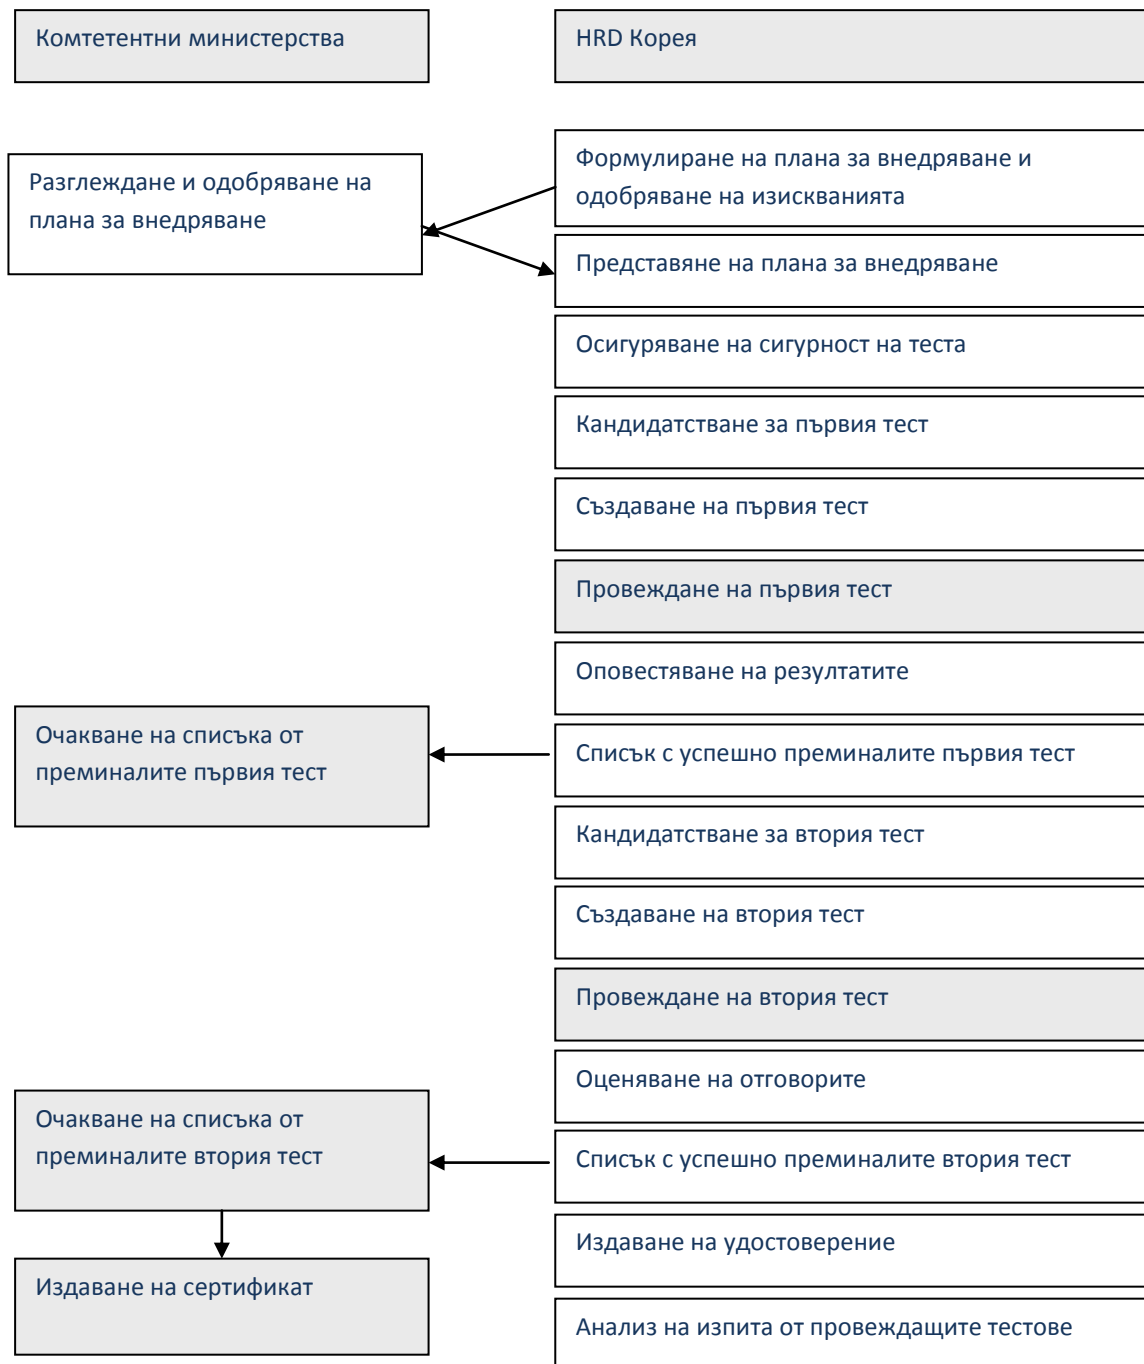 Комтетентни министерства
HRD Корея
Формулиране на плана за внедряване и
одобряване на изискванията
Разглеждане и одобряване на
плана за внедряване
Представяне на плана за внедряване
Осигуряване на сигурност на теста
Кандидатстване за първия тест
Създаване на първия тест
Провеждане на първия тест
Оповестяване на резултатите
Очакване на списъка от
преминалите първия тест
Списък с успешно преминалите първия тест
Кандидатстване за втория тест
Създаване на втория тест
Провеждане на втория тест
Оценяване на отговорите
Очакване на списъка от
преминалите втория тест
Списък с успешно преминалите втория тест
Издаване на удостоверение
Издаване на сертификат
Анализ на изпита от провеждащите тестове